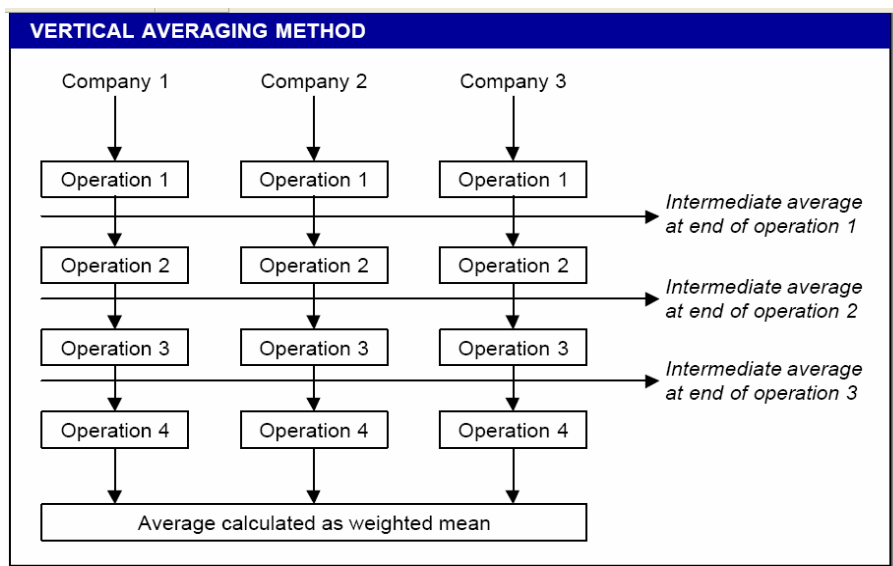 VERTICAL AVERAGING METHOD
Company 1 Company 2 Company 3
Operation 1 Operation 1 Operation 1
Intermediate average
at end of operation 1
Operation 2 Operation 2 Operation 2
Intermediate average
at end of operation 2
Operation 3 Operation 3 Operation 3
Intermediate average
at end of operation 3
Operation 4 Operation 4 Operation 4
Average calculated as weighted mean